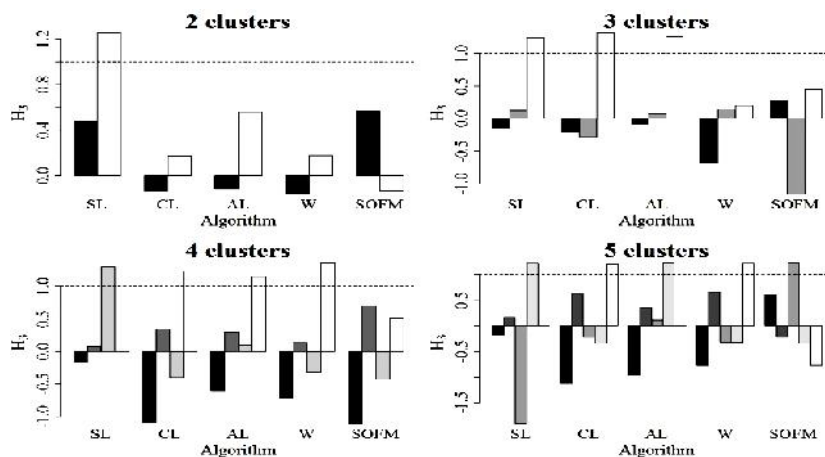 2 clusters
1.2
0.8
0.4
0.0
H3
SL CL AL W SOFM
Algorithm
3 clusters
1.0
0.5
0.0
-0.5
-1.0
H3
SL CL AL W SOFM
Algorithm
4 clusters
1.0
0.5
0.0
-0.5
-1.0
H3
SL CL AL W SOFM
Algorithm
5 clusters
0.5
-0.5
-1.5
H3
SL CL AL W SOFM
Algorithm